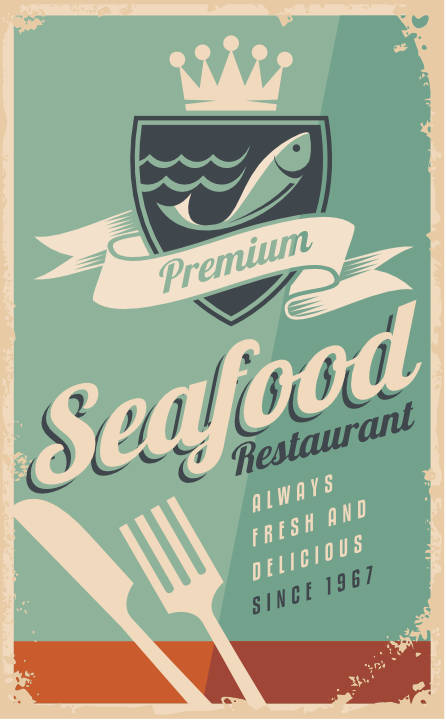 Premium
Seafood
Restaurant
ALWAYS
FRESH AND
DELICIOUS
SINCE 1967